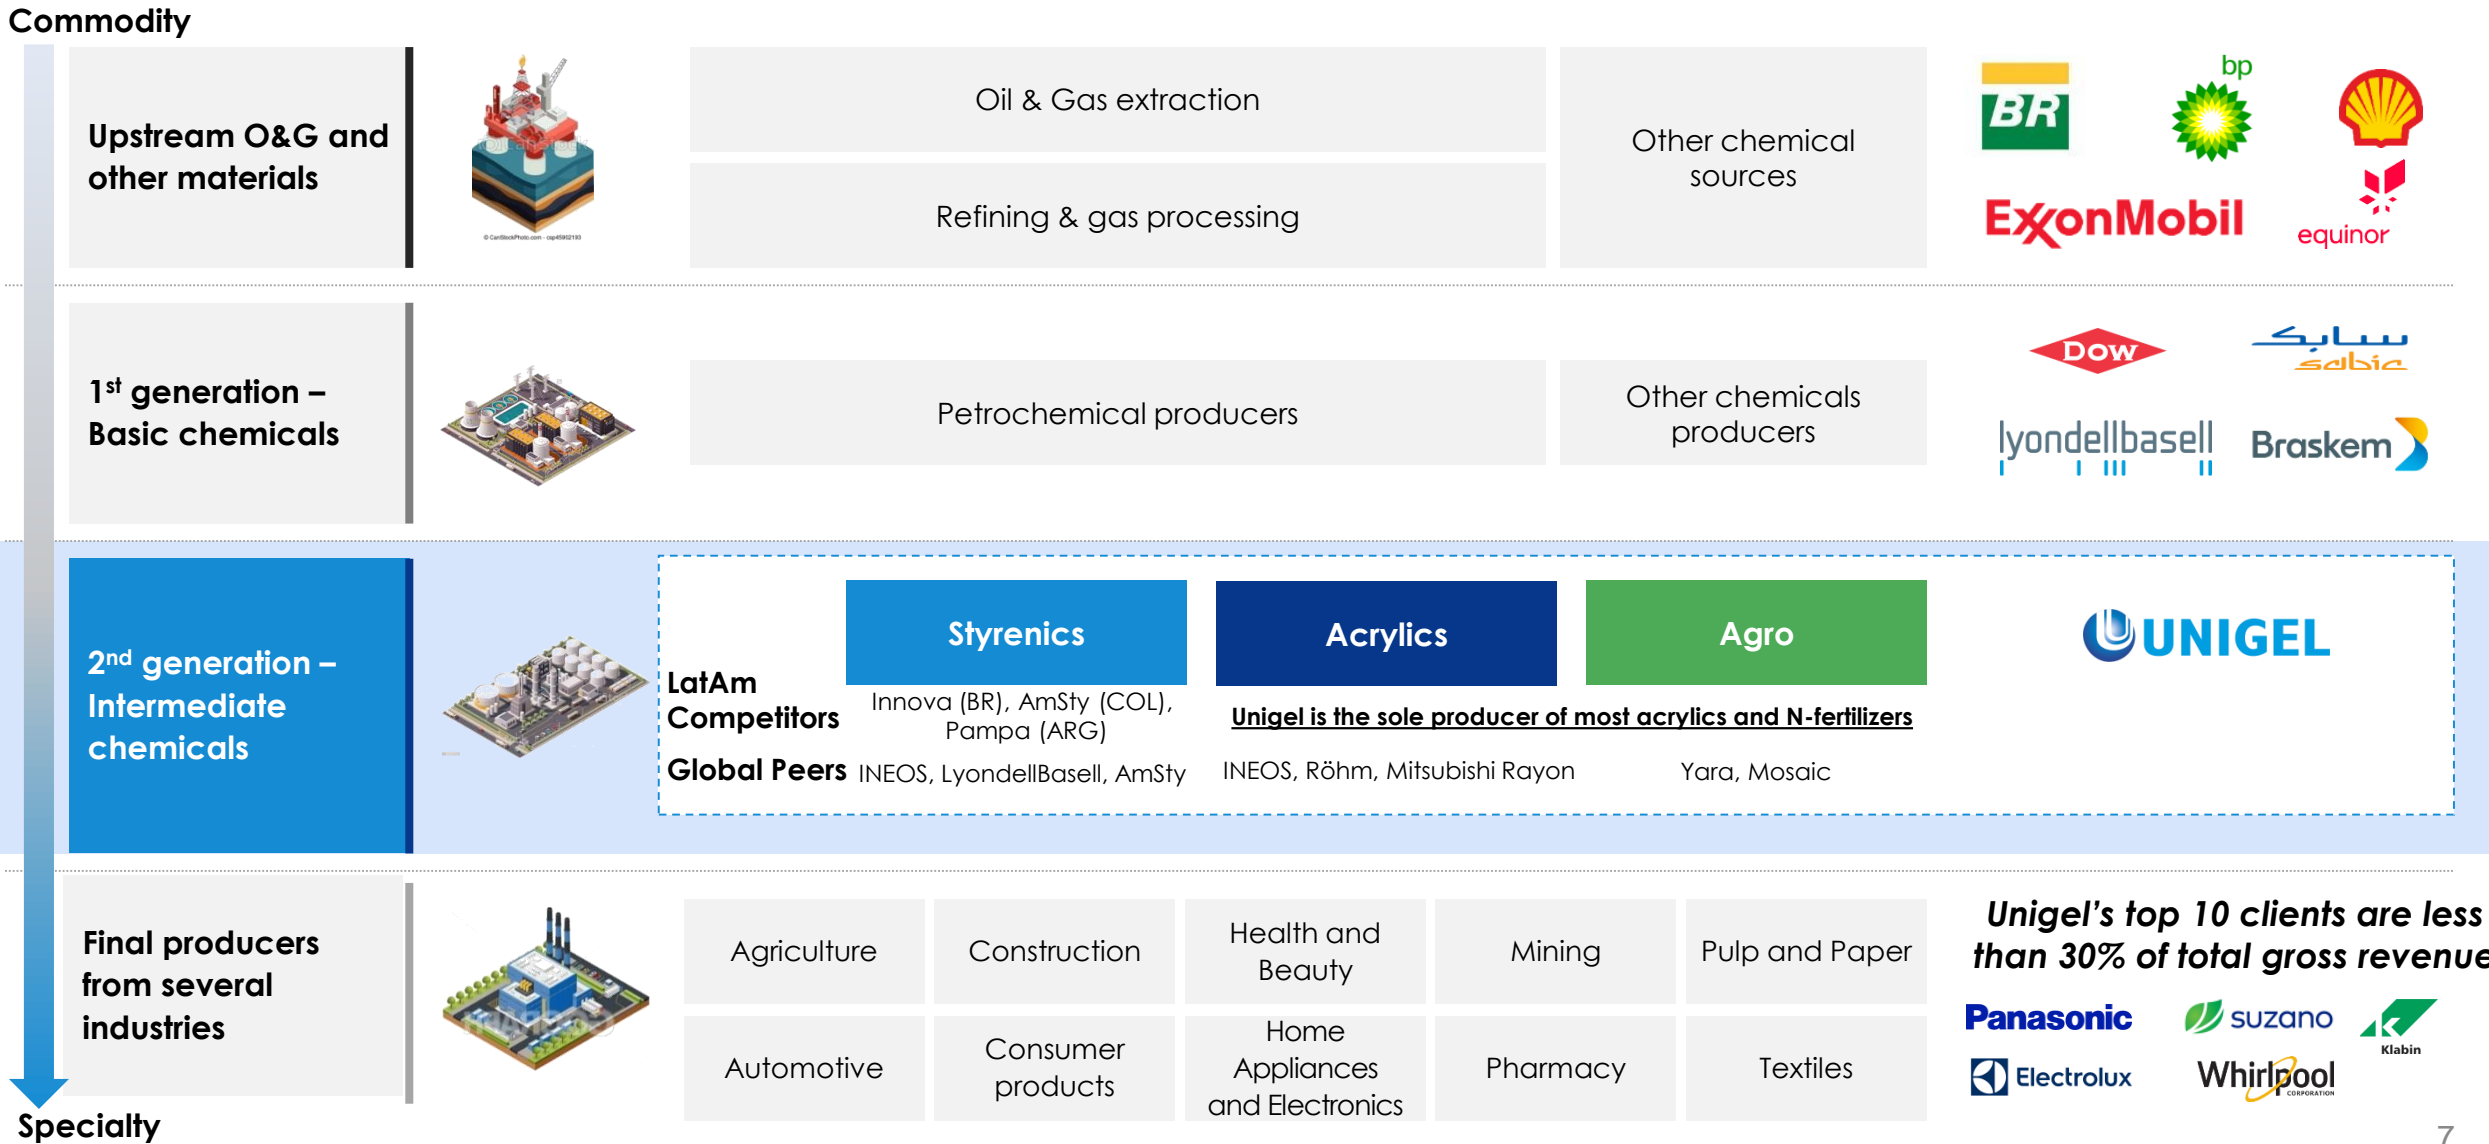 Commodity
Upstream O&G and
other materials
© CanStockPhoto.com - csp45902193
Oil & Gas extraction
Refining & gas processing
Other chemical
sources
BR
bp
ExxonMobil
equinor
1st generation –
Basic chemicals
Petrochemical producers
Other chemicals
producers
DOW
سابك
sabic
lyondellbasell
Braskem
2nd generation –
Intermediate
chemicals
Styrenics
Acrylics
Agro
UNIGEL
LatAm
Competitors
Innova (BR), AmSty (COL),
Pampa (ARG)
Unigel is the sole producer of most acrylics and N-fertilizers
Global Peers
INEOS, LyondellBasell, AmSty
INEOS, Röhm, Mitsubishi Rayon
Yara, Mosaic
Final producers
from several
industries
Agriculture
Construction
Health and
Beauty
Mining
Pulp and Paper
Automotive
Consumer
products
Home
Appliances
and Electronics
Pharmacy
Textiles
Unigel's top 10 clients are less
than 30% of total gross revenue
Panasonic
suzano
Klabin
Electrolux
Whirlpool
CORPORATION
Specialty
7